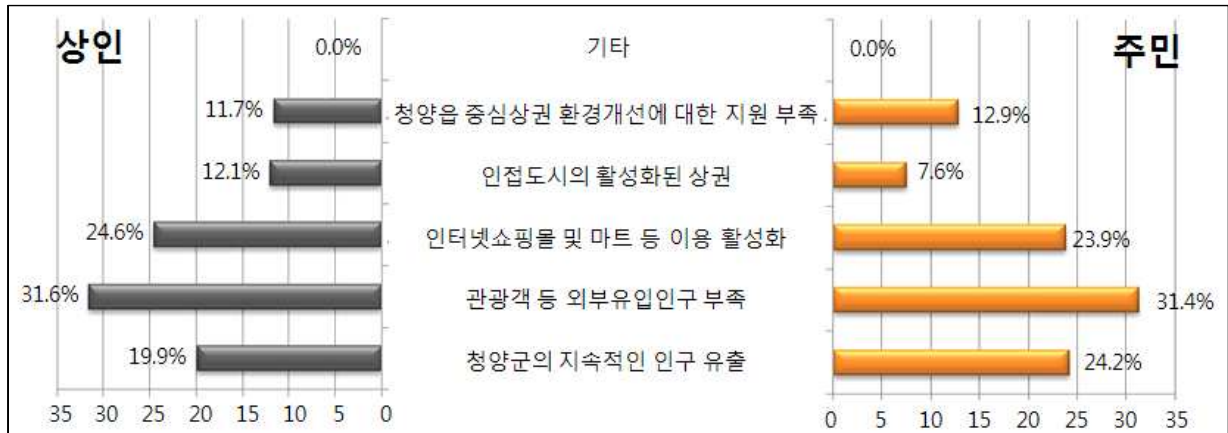 상인 0.0% 기타 0.0% 주민
11.7% 청양읍 중심상권 환경개선에 대한 지원 부족 12.9%
12.1% 인접도시의 활성화된 상권 7.6%
24.6% 인터넷쇼핑몰 및 마트 등 이용 활성화 23.9%
31.6% 관광객 등 외부유입인구 부족 31.4%
19.9% 청양군의 지속적인 인구 유출 24.2%
35 30 25 20 15 10 5 0 0 5 10 15 20 25 30 35